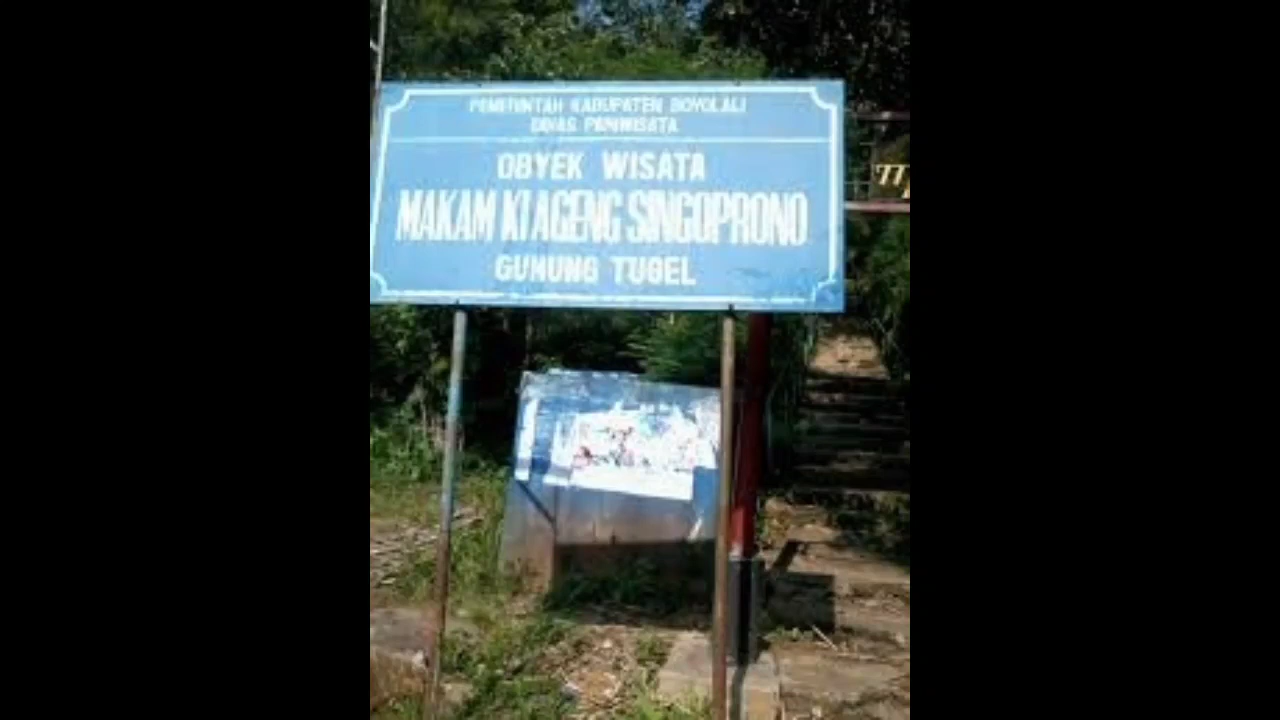 PEMERINTAH KABUPATEN BOYOLALI
DINAS PARIWISATA
OBYEK WISATA
MAKAM KI AGENG SINGOPRONO
GUNUNG TUGEL